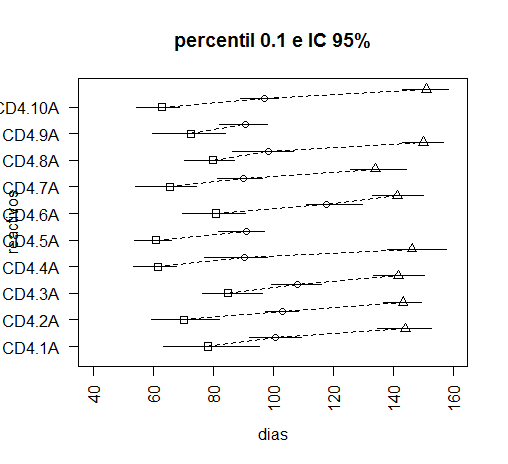 percentil 0.1 e IC 95%
CD4.10A
CD4.9A
CD4.8A
CD4.7A
CD4.6A
CD4.5A
CD4.4A
CD4.3A
CD4.2A
CD4.1A
reactivos
40 60 80 100 120 140 160
dias